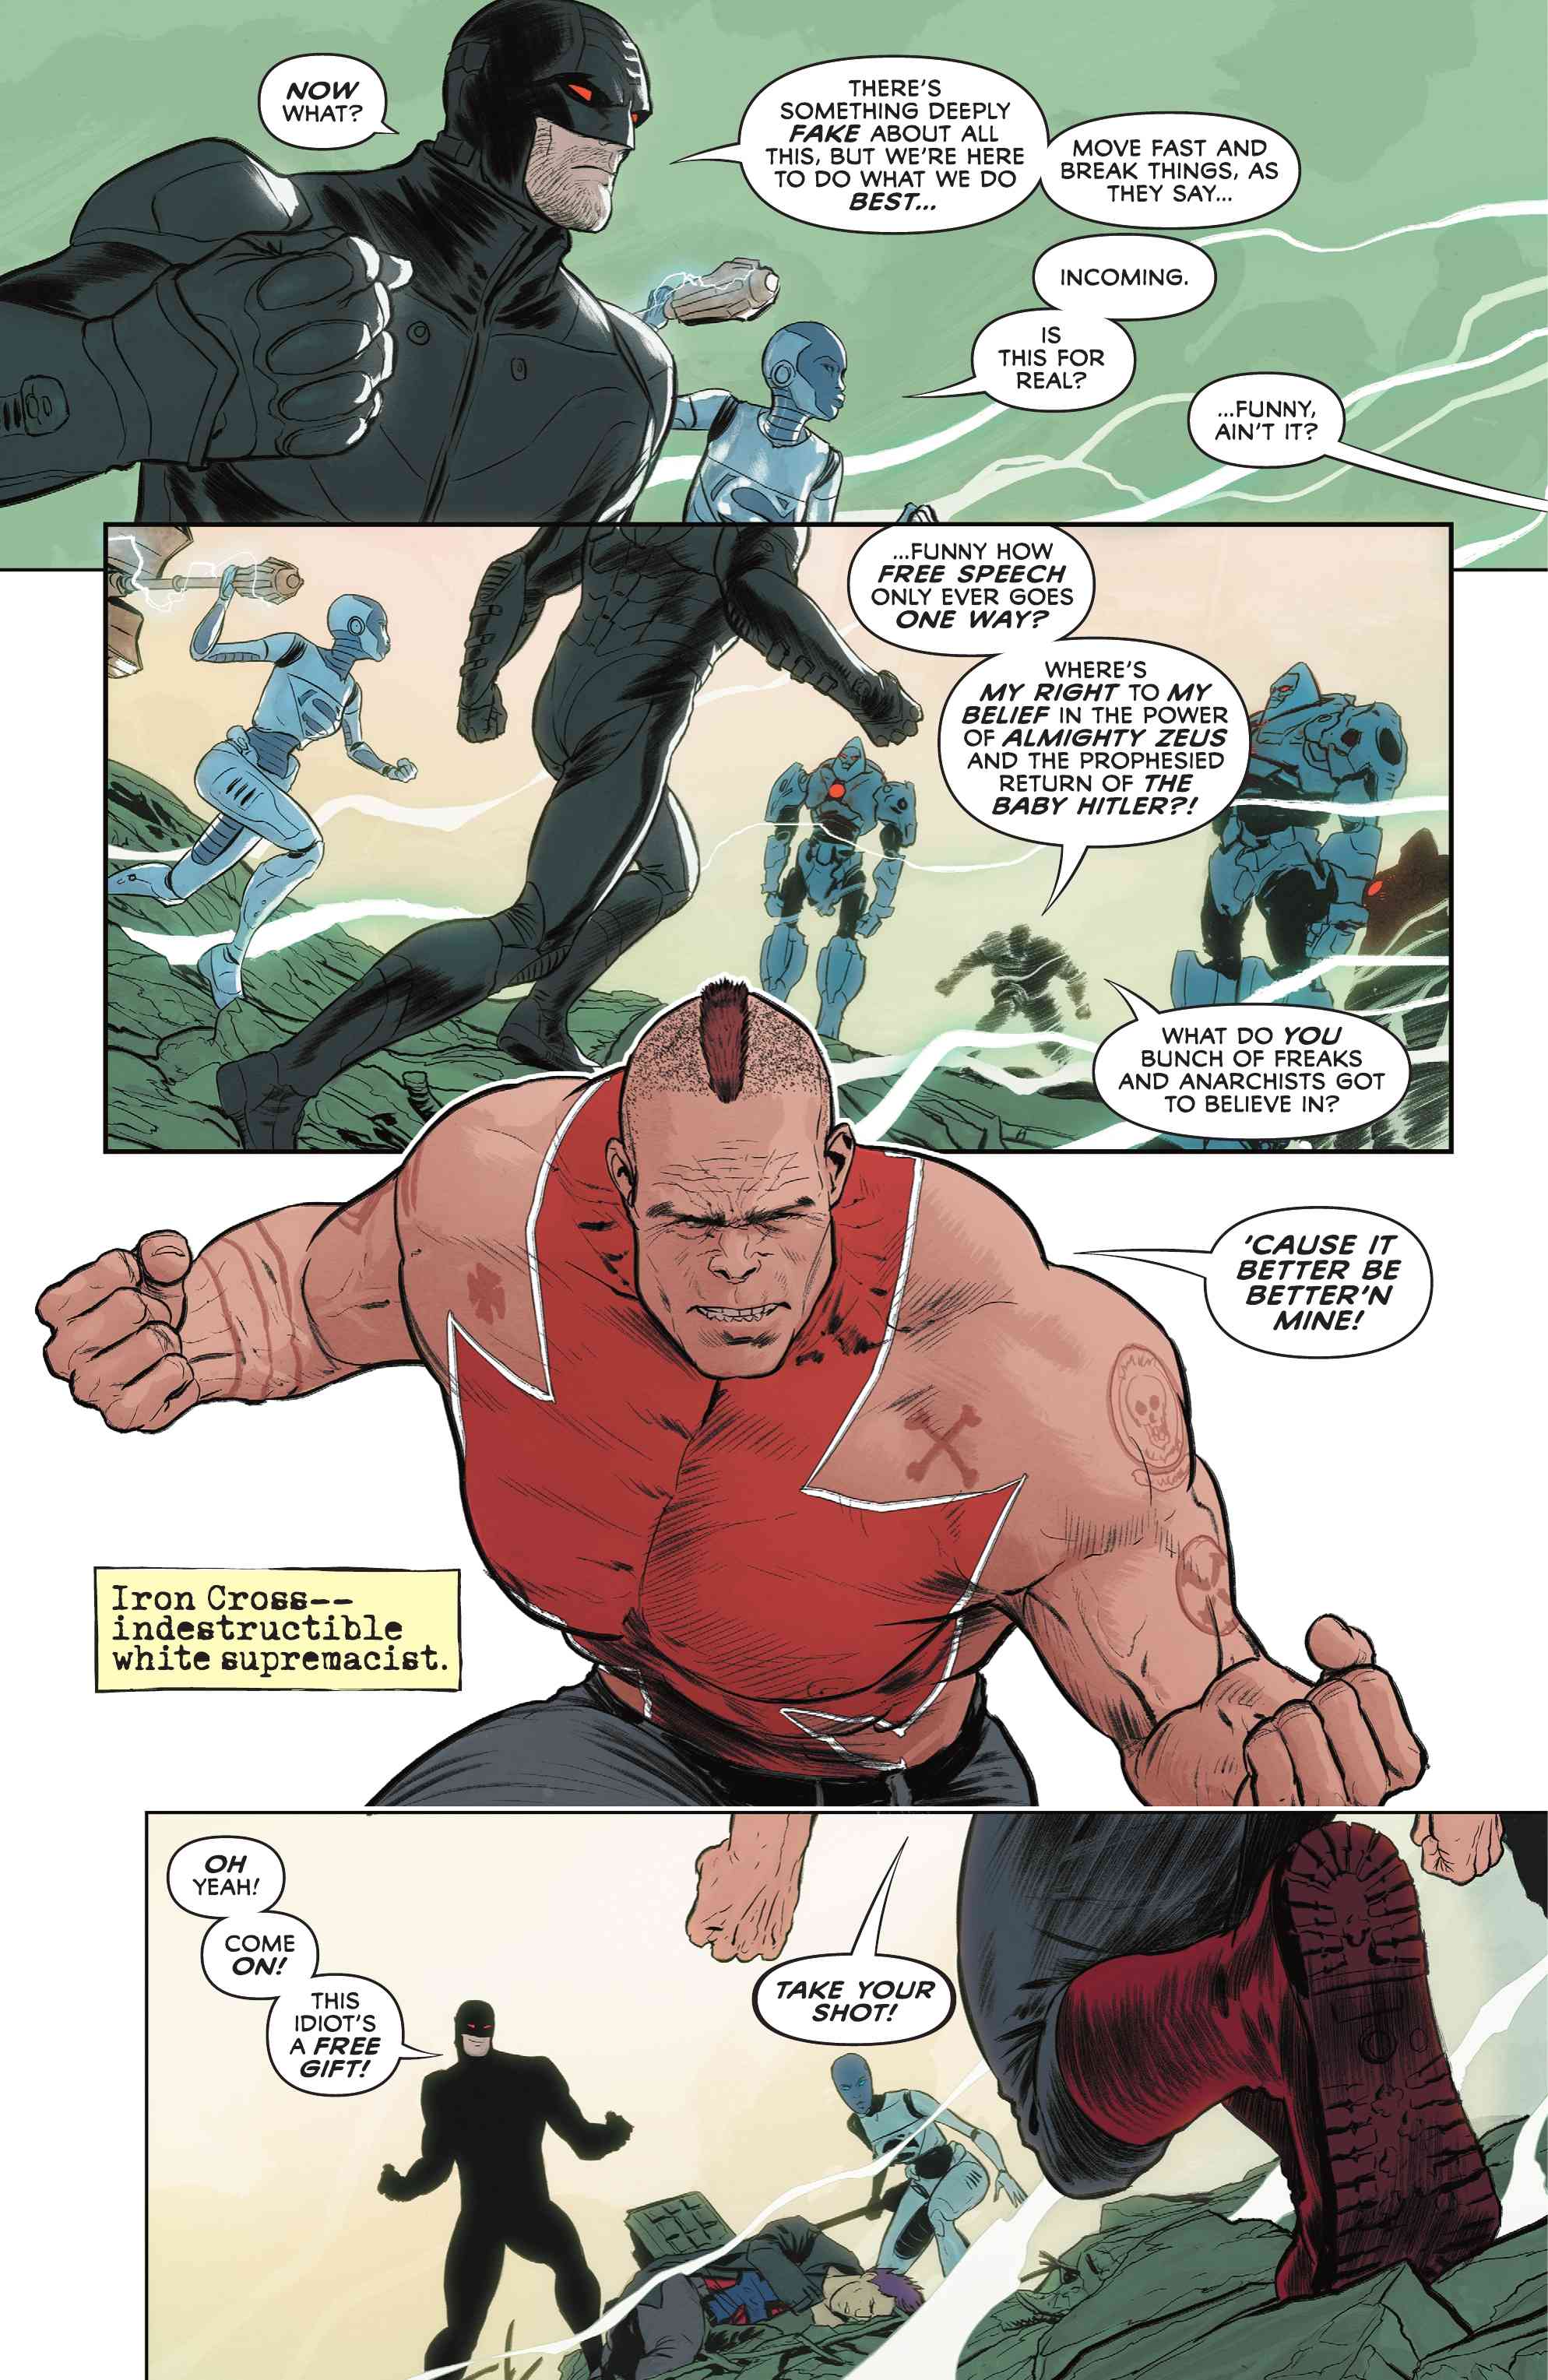 NOW
WHAT?
THERE'S
SOMETHING DEEPLY
FAKE ABOUT ALL
THIS, BUT WE'RE HERE
TO DO WHAT WE DO
BEST...
MOVE FAST AND
BREAK THINGS, AS
THEY SAY...
INCOMING.
IS
THIS FOR
REAL?
...FUNNY,
AIN'T IT?
...FUNNY HOW
FREE SPEECH
ONLY EVER GOES
ONE WAY?
WHERE'S
MY RIGHT TO MY
BELIEF IN THE POWER
OF ALMIGHTY ZEUS
AND THE PROPHESIED
RETURN OF THE
BABY HITLER?!
WHAT DO YOU
BUNCH OF FREAKS
AND ANARCHISTS GOT
TO BELIEVE IN?
'CAUSE IT
BETTER BE
BETTER'N
MINE!
Iron Cross--
indestructible
white supremacist.
OH
YEAH!
COME
ON!
THIS
IDIOT'S
A FREE
GIFT!
TAKE YOUR
SHOT!